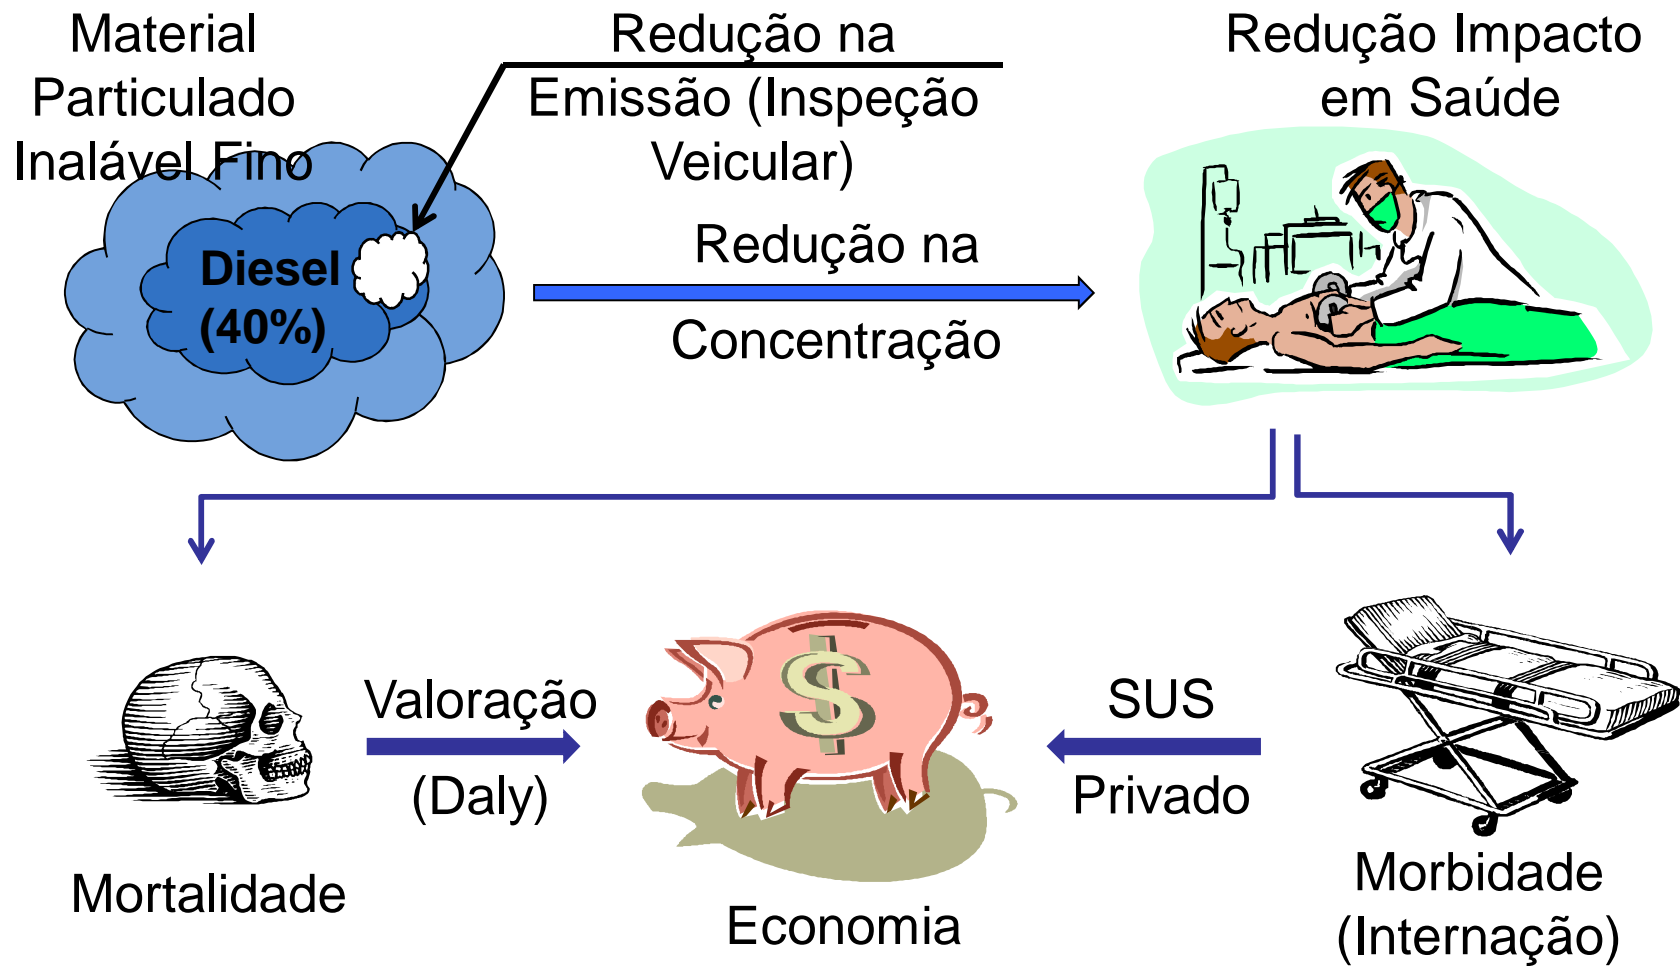 Material
Particulado
Inalável Fino
Redução na
Emissão (Inspeção
Veicular)
Redução Impacto
em Saúde
Diesel
(40%)
Redução na
Concentração
Valoração
(Daly)
$
SUS
Privado
Mortalidade
Economia
Morbidade
(Internação)